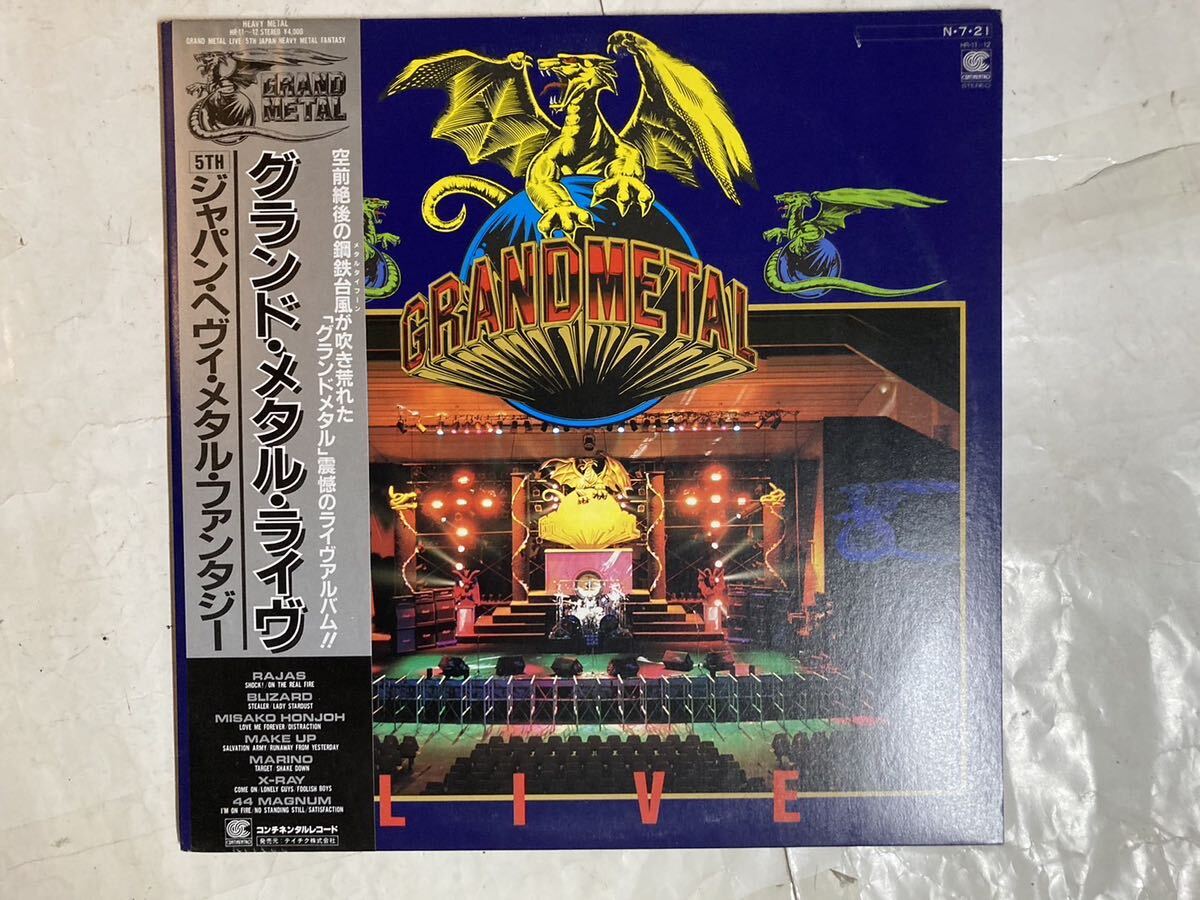 HEAVY METAL
HR-11〜12 STEREO ¥4,000
GRAND METAL LIVE/5TH JAPAN HEAVY METAL FANTASY
GRAND
METAL
グランド・メタル・ライヴ
5TH
ジャパン・ヘヴィ・メタル・ファンタジー
空前絶後の鋼鉄台風が吹き荒れた
メタルタイフーン
「グランドメタル」震憾のライヴアルバム!!
RAJAS
SHOCK!/ON THE REAL FIRE
BLIZARD
STEALER/LADY STARDUST
MISAKO HONJOH
LOVE ME FOREVER/DISTRACTION
MAKE UP
SALVATION ARMY/RUNAWAY FROM YESTERDAY
MARINO
TARGET/SHAKE DOWN
X-RAY
COME ON/LONELY GUYS/FOOLISH BOYS
44 MAGNUM
I'M ON FIRE/NO STANDING STILL/SATISFACTION
CONTINENTAL
コンチネンタルレコード
発売元:テイチク株式会社
N・7・21
HR-11〜12
CONTINENTAL
STEREO
GRAND METAL
LIVE